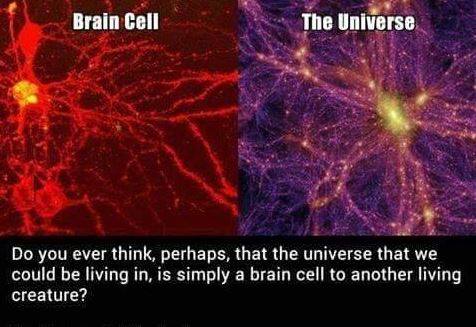 Brain Cell
The Universe
Do you ever think, perhaps, that the universe that we
could be living in, is simply a brain cell to another living
creature?